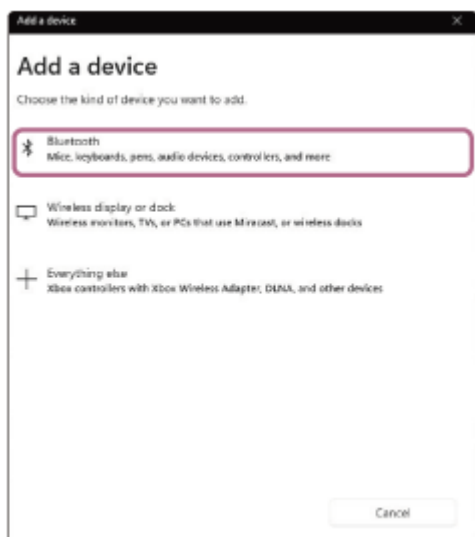 Add a device
Add a device
Choose the kind of device you want to add.
Bluetooth
Mice, keyboards, pens, audio devices, controllers, and more
Wireless display or dock
Wireless monitors, TVs, or PCs that use Miracast, or wireless docks
Everything else
Xbox controllers with Xbox Wireless Adapter, DLNA, and other devices
Cancel